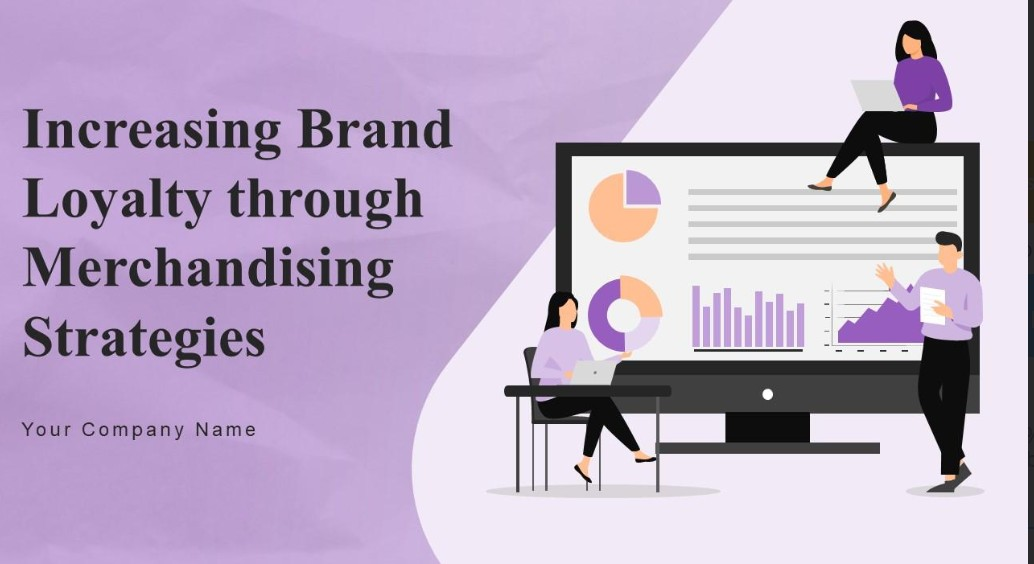 Increasing Brand
Loyalty through
Merchandising
Strategies
Your Company Name